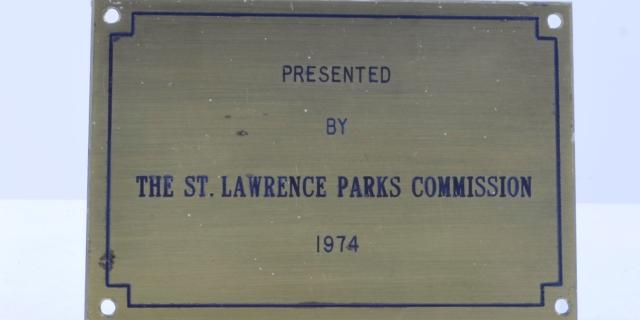 PRESENTED
BY
THE ST. LAWRENCE PARKS COMMISSION
1974